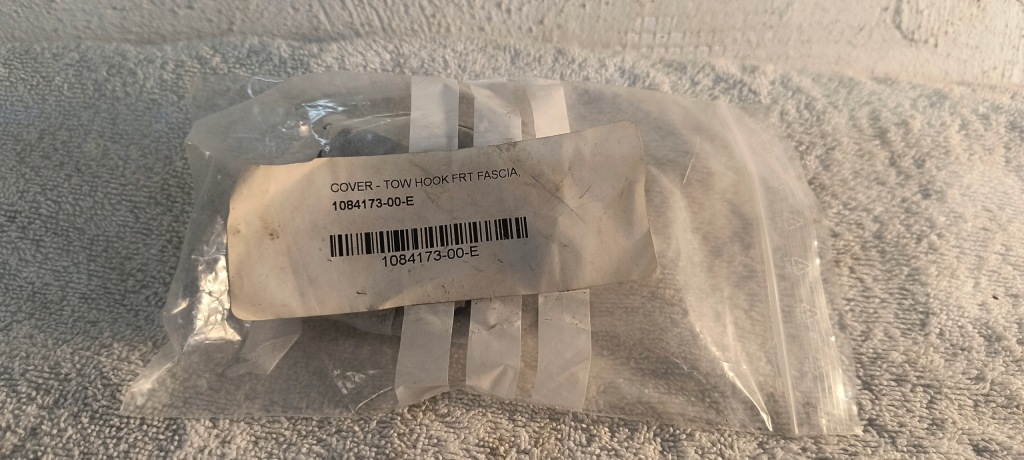 COVER - TOW HOOK FRT FASCIA,
1084173-00-E
1084173-00-E